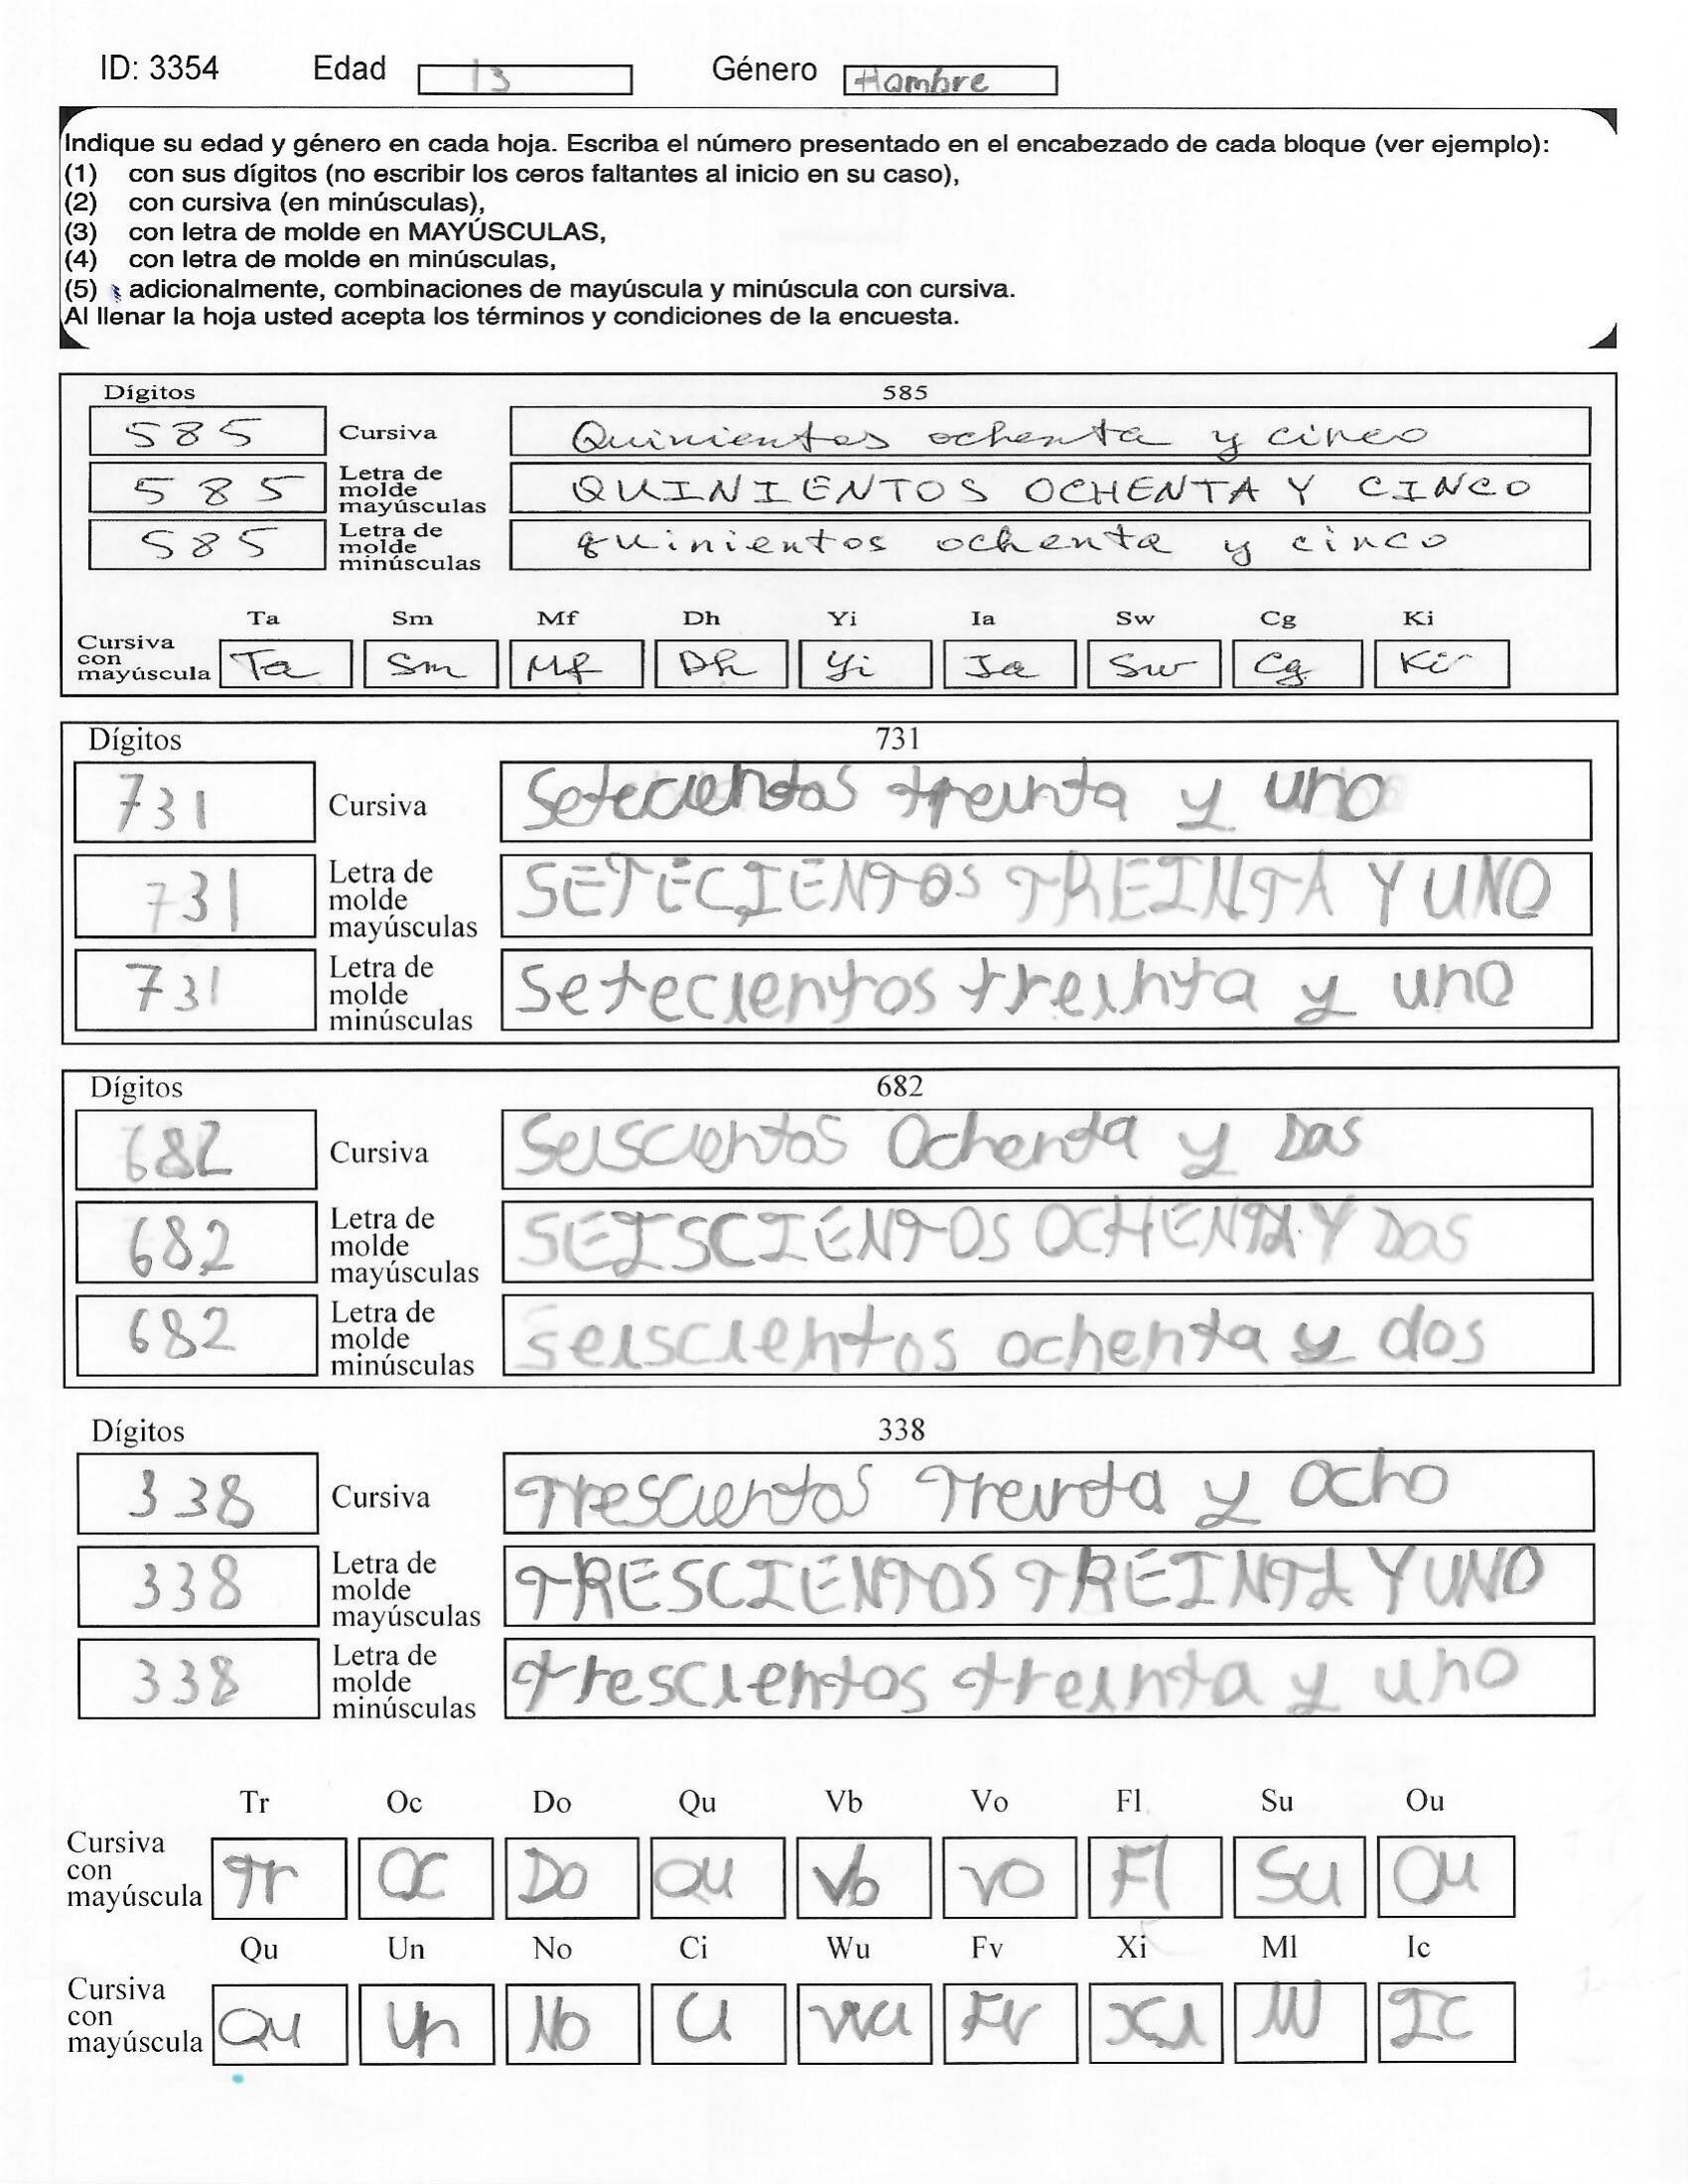 ID: 3354 Edad 13 Género Hombre
Indique su edad y género en cada hoja. Escriba el número presentado en el encabezado de cada bloque (ver ejemplo):
(1) con sus dígitos (no escribir los ceros faltantes al inicio en su caso),
(2) con cursiva (en minúsculas),
(3) con letra de molde en MAYÚSCULAS,
(4) con letra de molde en minúsculas,
(5) adicionalmente, combinaciones de mayúscula y minúscula con cursiva.
Al llenar la hoja usted acepta los términos y condiciones de la encuesta.
Dígitos 585
585 Cursiva Quinientos ochenta y cinco
585 Letra de molde mayúsculas QUINIENTOS OCHENTA Y CINCO
585 Letra de molde minúsculas quinientos ochenta y cinco
Ta Sm Mf Dh Yi Ia Sw Cg Ki
Cursiva con mayúscula Ta Sm Mf Dh Yi Ia Sw Cg Ki
Dígitos 731
731 Cursiva Setecientos treinta y uno
731 Letra de molde mayúsculas SETECIENTOS TREINTA Y UNO
731 Letra de molde minúsculas Setecientos treinta y uno
Dígitos 682
682 Cursiva Seiscientos Ochenta y Dos
682 Letra de molde mayúsculas SEISCIENTOS OCHENTA Y DOS
682 Letra de molde minúsculas seiscientos ochenta y dos
Dígitos 338
338 Cursiva Trescientos Treinta y Ocho
338 Letra de molde mayúsculas TRESCIENTOS TREINTA Y UNO
338 Letra de molde minúsculas trescientos treinta y uno
Tr Oc Do Qu Vb Vo Fl Su Ou
Cursiva con mayúscula Tr Oc Do Qu Vb Vo Fl Su Ou
Qu Un No Ci Wu Fv Xi Ml Ic
Cursiva con mayúscula Qu Un No Ci Wu Fv Xi Ml Ic